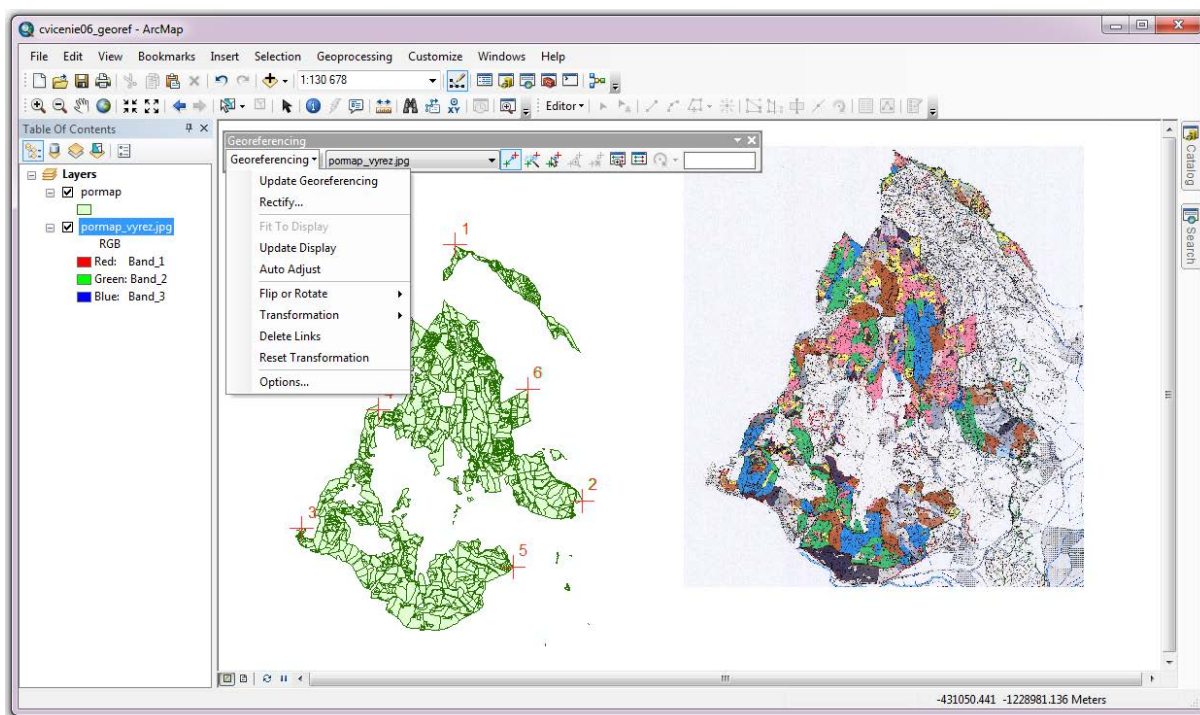 cvicenie06_georef - ArcMap
File Edit View Bookmarks Insert Selection Geoprocessing Customize Windows Help
1:130 678
Editor
Table Of Contents
Layers
pormap
pormap_vyrez.jpg
RGB
Red: Band_1
Green: Band_2
Blue: Band_3
Georeferencing
Georeferencing pormap_vyrez.jpg
Update Georeferencing
Rectify...
Fit To Display
Update Display
Auto Adjust
Flip or Rotate
Transformation
Delete Links
Reset Transformation
Options...
1
6
4
2
3
5
Catalog
Search
-431050.441 -1228981.136 Meters